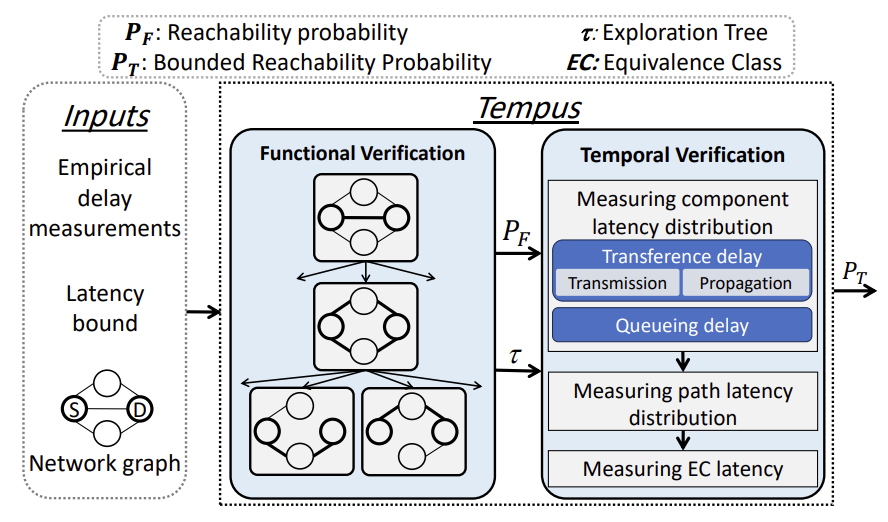 P_F: Reachability probability
τ: Exploration Tree
P_T: Bounded Reachability Probability
EC: Equivalence Class
Inputs
Empirical
delay
measurements
Latency
bound
S
D
Network graph
Tempus
Functional Verification
P_F
τ
Temporal Verification
Measuring component
latency distribution
Transference delay
Transmission
Propagation
Queueing delay
Measuring path latency
distribution
Measuring EC latency
P_T